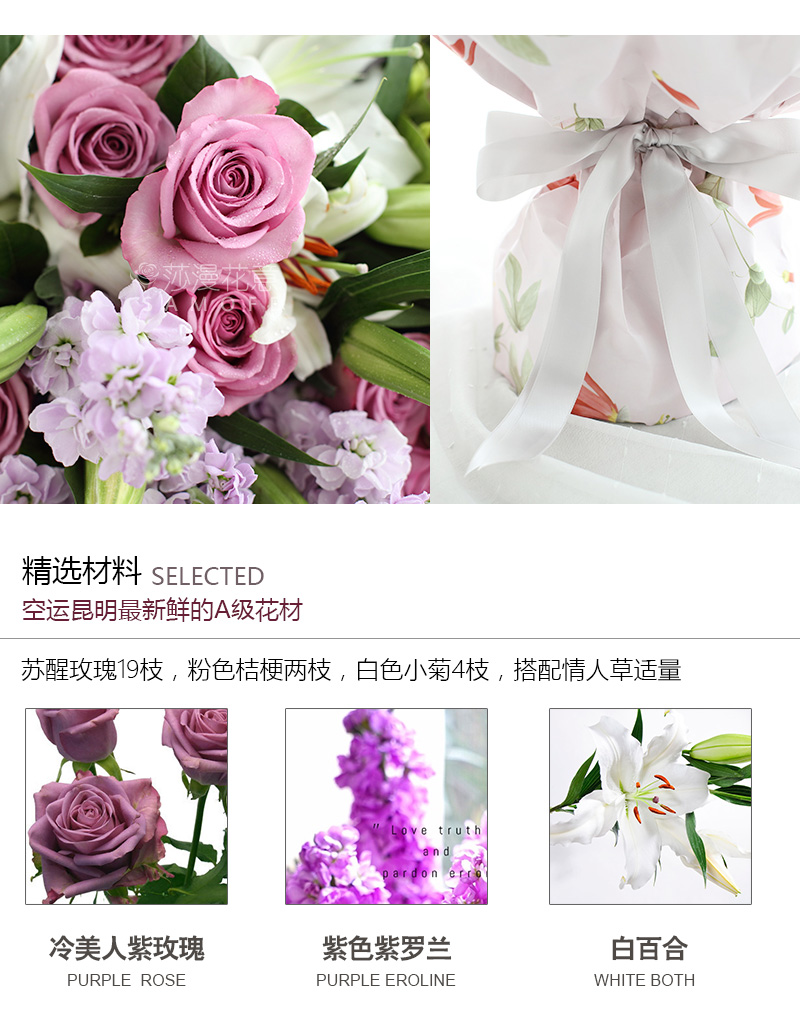 莎漫花
精选材料 SELECTED
空运昆明最新鲜的A级花材
苏醒玫瑰19枝，粉色桔梗两枝，白色小菊4枝，搭配情人草适量
" Love truth
and
pardon erro
冷美人紫玫瑰
PURPLE ROSE
紫色紫罗兰
PURPLE EROLINE
白百合
WHITE BOTH